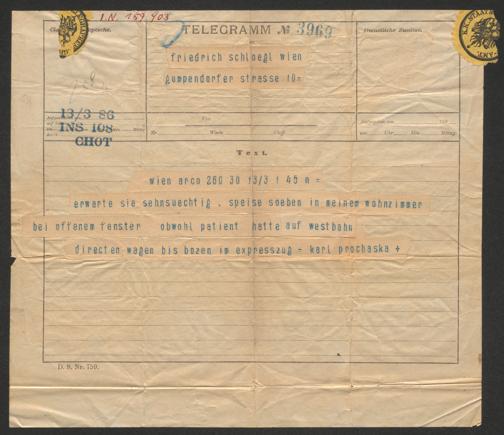 I.N. 159.408
TELEGRAMM № 3969
friedrich schloegl wien
gumpendorfer strasse 10=
13/3 86
INS 108
CHOT
Text.
wien arco 260 30 13/3 1 45 m =
erwarte sie sehnsuechtig . speise soeben in meinem wohnzimmer
bei offenem fenster obwohl patient hatte auf westbahn
directen wagen bis bozen im expresszug - karl prochaska +
D. S. Nr. 750.